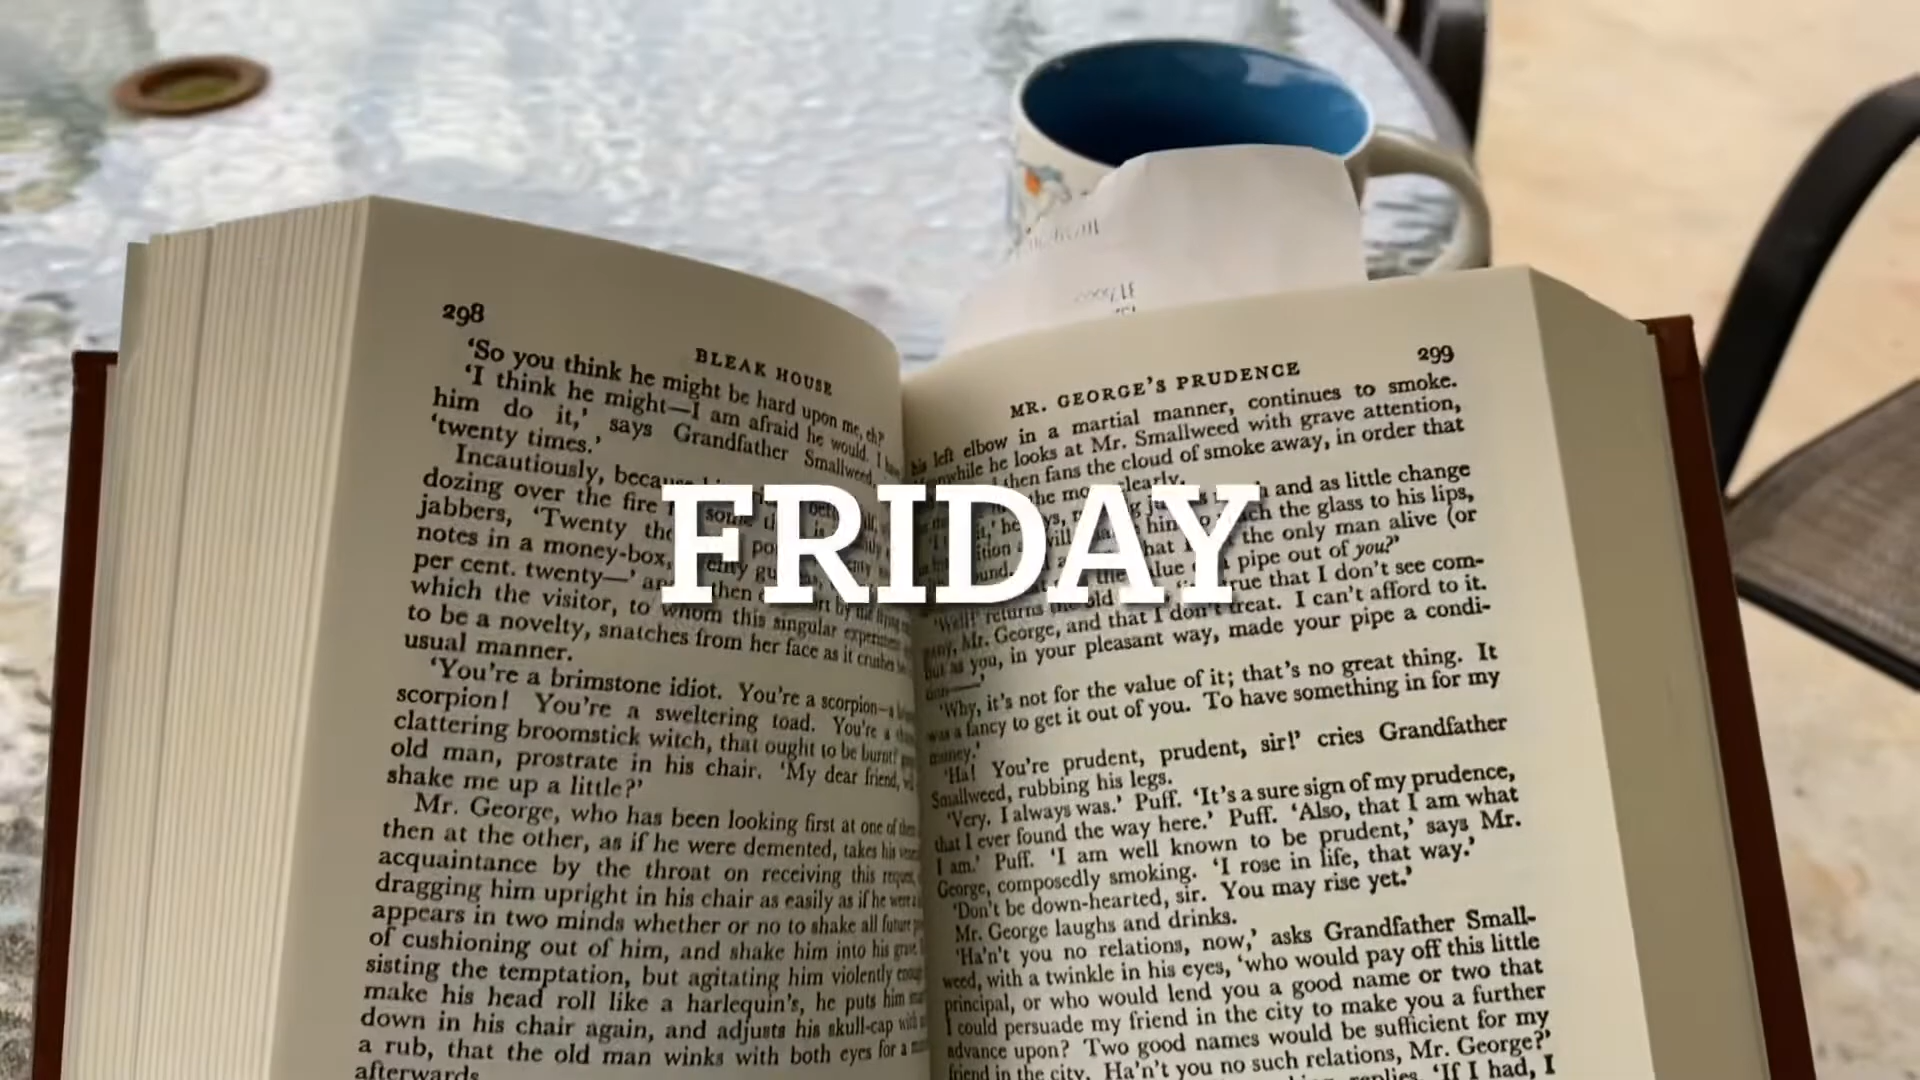 298
BLEAK HOUSE
‘So you think he might be hard upon me, eh?’
‘I think he might—I am afraid he would. I
him do it,’ says Grandfather Smallweed,
‘twenty times.’
Incautiously, because
dozing over the fire
jabbers, ‘Twenty
notes in a money-box,
per cent. twenty—’ then
which the visitor, to whom this singular
to be a novelty, snatches from her face as it crushes
usual manner.
‘You're a brimstone idiot. You're a scorpion—a
scorpion! You're a sweltering toad. You're a
clattering broomstick witch, that ought to be burnt!’
old man, prostrate in his chair. ‘My dear friend,
shake me up a little?’
Mr. George, who has been looking first at one of
then at the other, as if he were demented, takes his
acquaintance by the throat on receiving this request,
dragging him upright in his chair as easily as if he were a
appears in two minds whether or no to shake all future
of cushioning out of him, and shake him into his grave.
sisting the temptation, but agitating him violently
make his head roll like a harlequin's, he puts him
down in his chair again, and adjusts his skull-cap with
a rub, that the old man winks with both eyes for a
afterwards.
FRIDAY
299
MR. GEORGE'S PRUDENCE
his left elbow in a martial manner, continues to smoke.
he looks at Mr. Smallweed with grave attention,
then fans the cloud of smoke away, in order that
the clearly.
and as little change
the glass to his lips,
the only man alive (or
pipe out of you?’
returns the old true that I don't see com-
Mr. George, and that I don't treat. I can't afford to it.
but as you, in your pleasant way, made your pipe a condi-
‘Why, it's not for the value of it; that's no great thing. It
was a fancy to get it out of you. To have something in for my
money.’
‘Ha! You're prudent, prudent, sir!’ cries Grandfather
Smallweed, rubbing his legs.
‘Very. I always was.’ Puff. ‘It's a sure sign of my prudence,
that I ever found the way here.’ Puff. ‘Also, that I am what
I am.’ Puff. ‘I am well known to be prudent,’ says Mr.
George, composedly smoking. ‘I rose in life, that way.’
‘Don't be down-hearted, sir. You may rise yet.’
Mr. George laughs and drinks.
‘Ha'n't you no relations, now,’ asks Grandfather Small-
weed, with a twinkle in his eyes, ‘who would pay off this little
principal, or who would lend you a good name or two that
I could persuade my friend in the city to make you a further
advance upon? Two good names would be sufficient for my
friend in the city. Ha'n't you no such relations, Mr. George?’
replies, ‘If I had, I